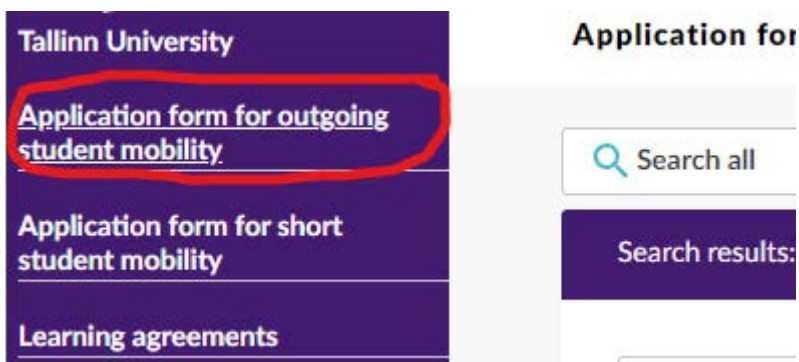 Tallinn University
Application form for outgoing
student mobility
Application form for short
student mobility
Learning agreements
Application for
Search all
Search results: